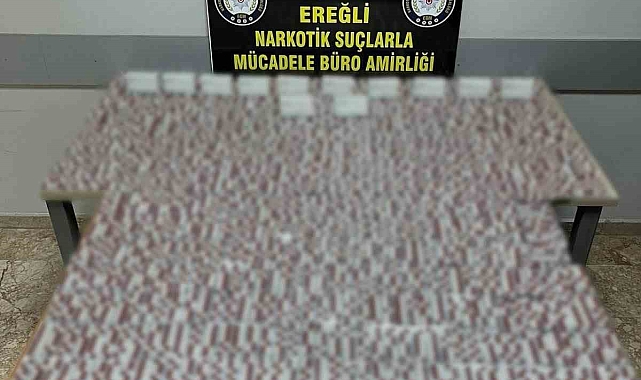 EREĞLİ
NARKOTİK SUÇLARLA
MÜCADELE BÜRO AMİRLİĞİ